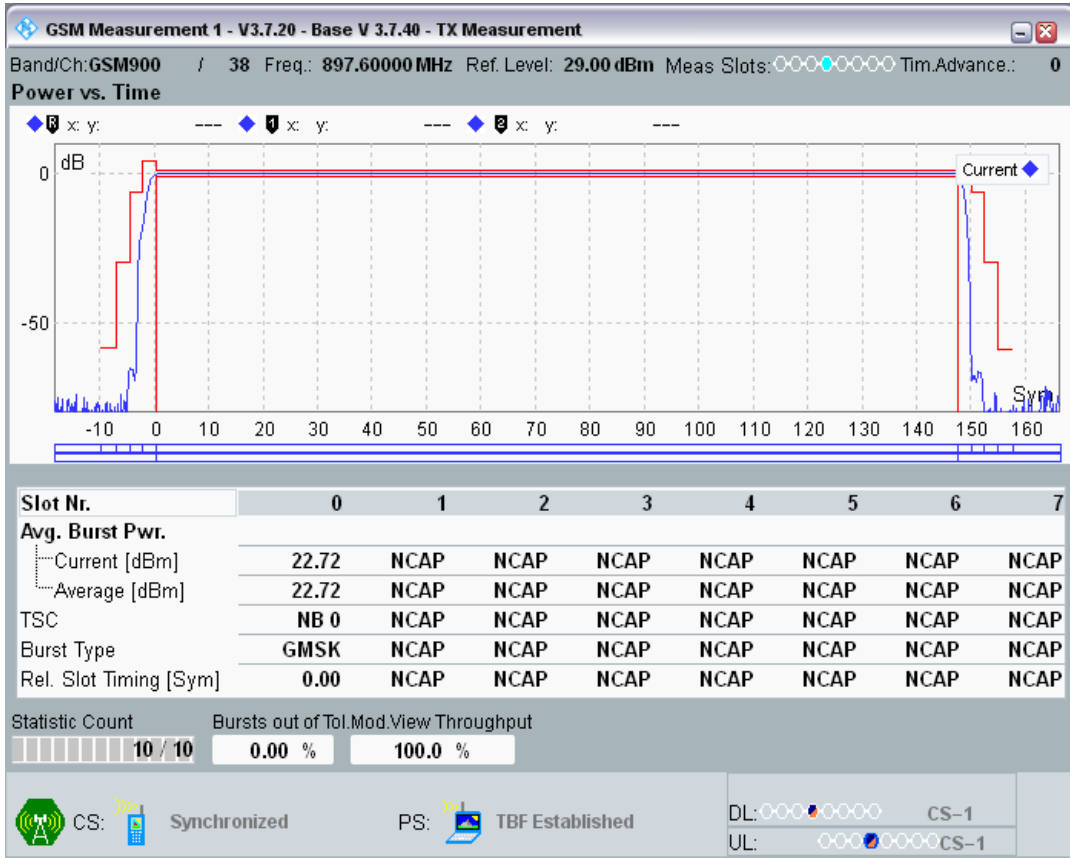 GSM Measurement 1 - V3.7.20 - Base V 3.7.40 - TX Measurement
Band/Ch:GSM900 / 38 Freq.: 897.60000 MHz Ref. Level: 29.00 dBm Meas Slots: Tim.Advance.: 0
Power vs. Time
R x: y: --- 1 x: y: --- 2 x: y: ---
dB
Current
0
-50
Sym
-10 0 10 20 30 40 50 60 70 80 90 100 110 120 130 140 150 160
Slot Nr. 0 1 2 3 4 5 6 7
Avg. Burst Pwr.
Current [dBm] 22.72 NCAP NCAP NCAP NCAP NCAP NCAP NCAP
Average [dBm] 22.72 NCAP NCAP NCAP NCAP NCAP NCAP NCAP
TSC NB 0 NCAP NCAP NCAP NCAP NCAP NCAP NCAP
Burst Type GMSK NCAP NCAP NCAP NCAP NCAP NCAP NCAP
Rel. Slot Timing [Sym] 0.00 NCAP NCAP NCAP NCAP NCAP NCAP NCAP
Statistic Count Bursts out of Tol.Mod.View Throughput
10 / 10 0.00 % 100.0 %
CS: Synchronized PS: TBF Established
DL: CS-1
UL: CS-1